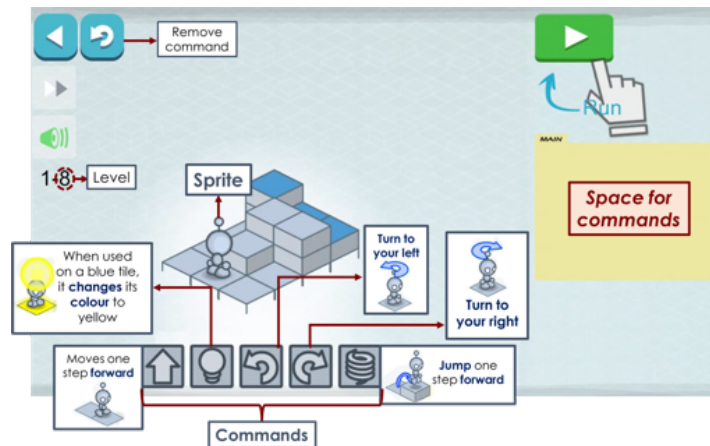 Remove
command
Run
MAIN
1-8
Level
Sprite
Space for
commands
When used
on a blue tile,
it changes its
colour to
yellow
Turn to
your left
Turn to
your right
Moves one
step forward
Jump one
step forward
Commands